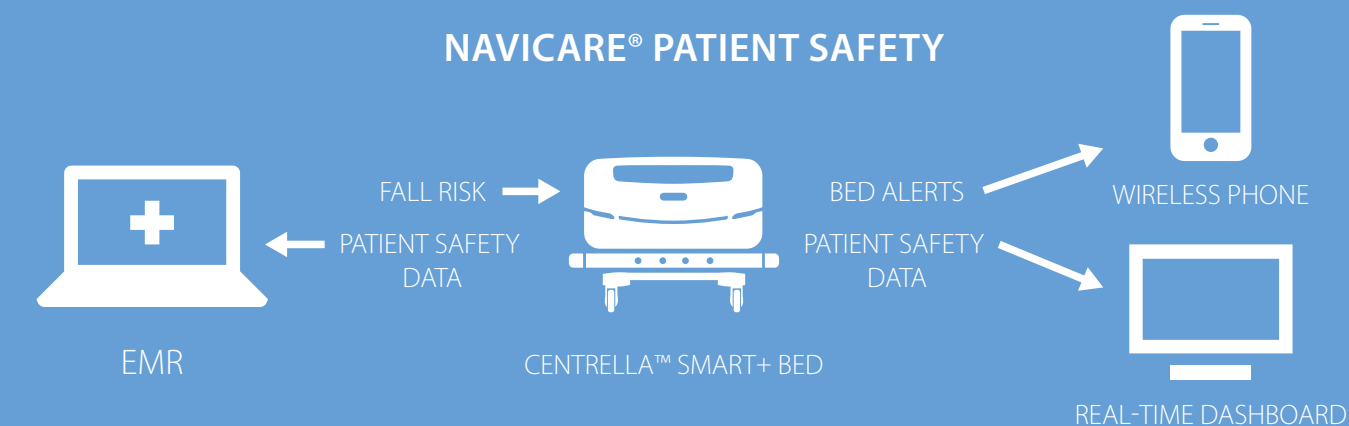 NAVICARE® PATIENT SAFETY
FALL RISK
PATIENT SAFETY
DATA
BED ALERTS
PATIENT SAFETY
DATA
WIRELESS PHONE
EMR
CENTRELLA™ SMART+ BED
REAL-TIME DASHBOARD